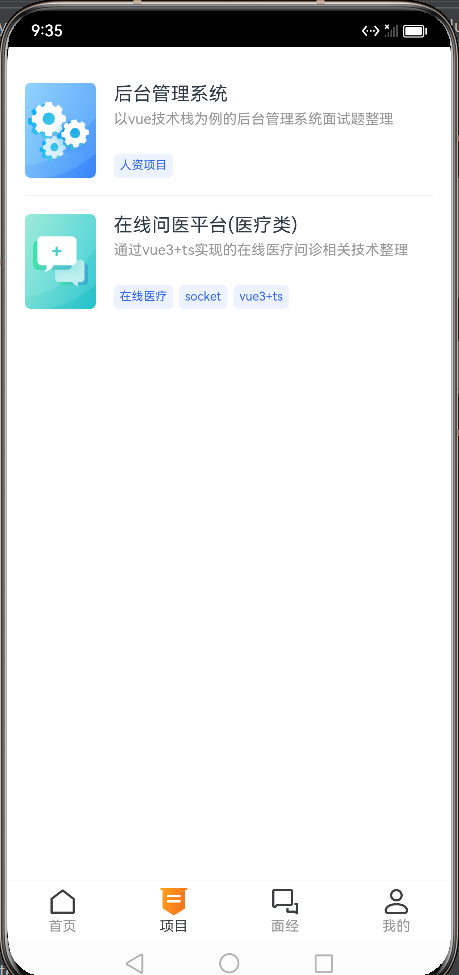 9:35
后台管理系统
以vue技术栈为例的后台管理系统面试题整理
人资项目
在线问医平台(医疗类)
通过vue3+ts实现的在线医疗问诊相关技术整理
在线医疗 socket vue3+ts
首页 项目 面经 我的